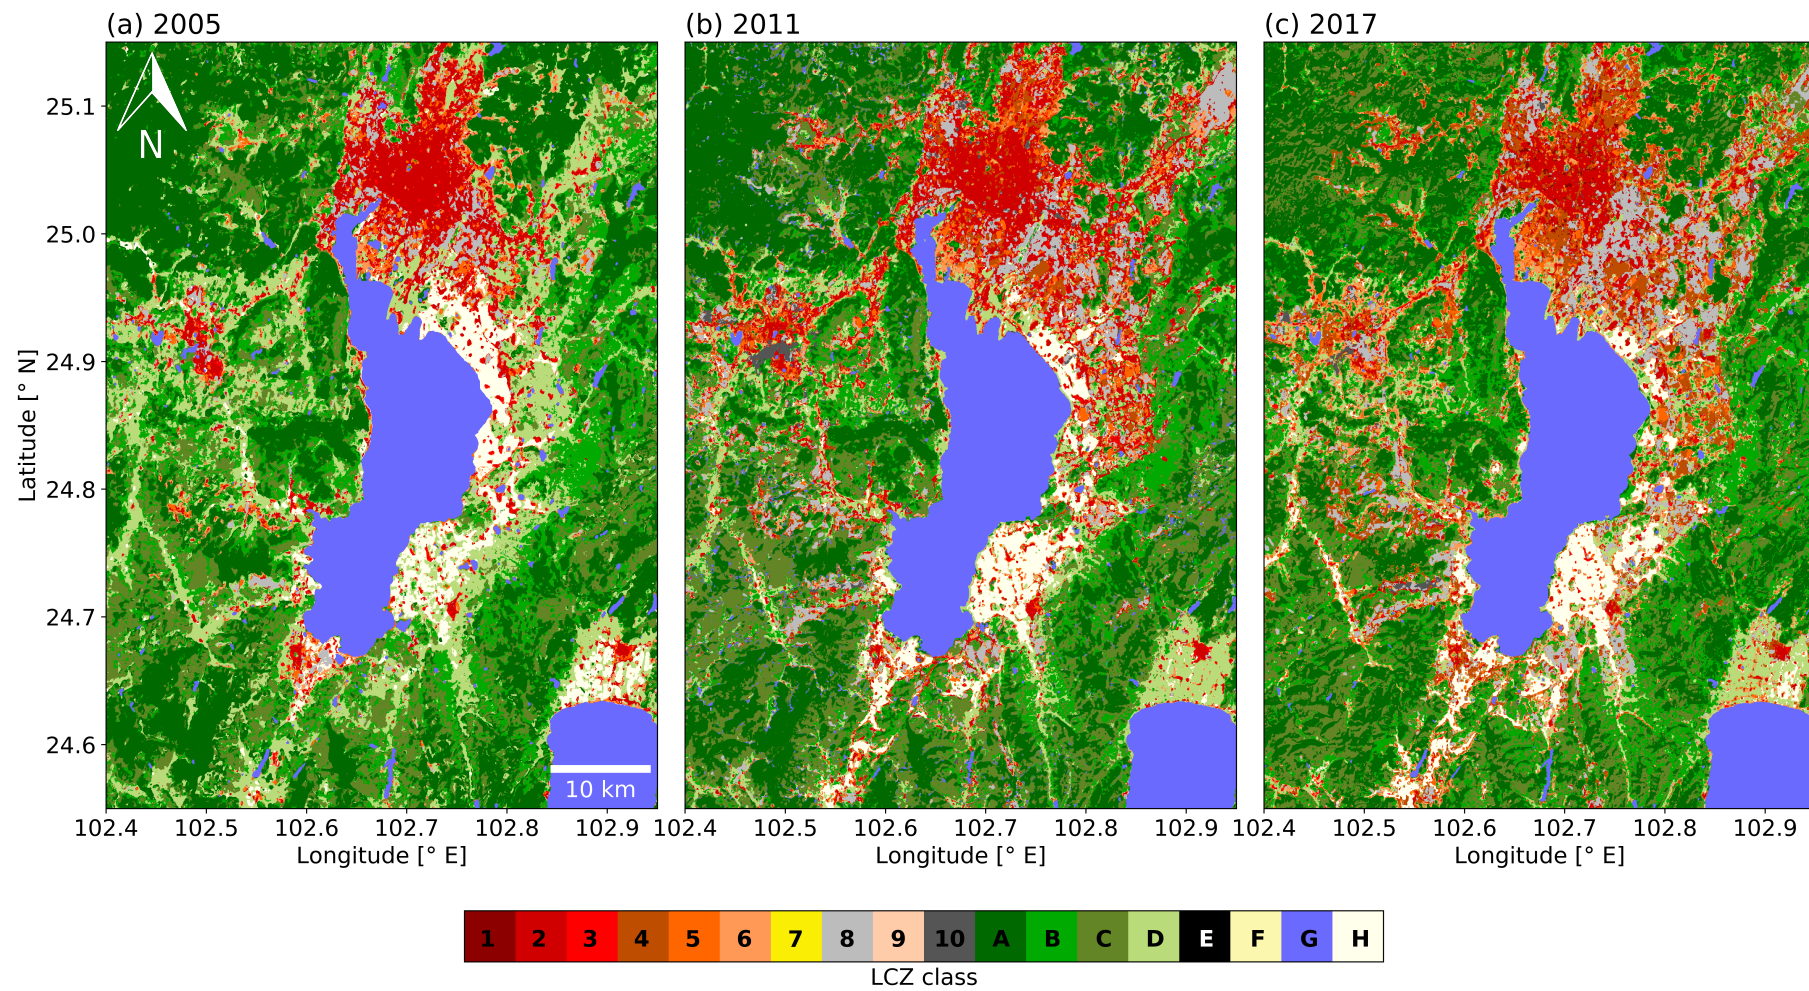 (a) 2005
(b) 2011
(c) 2017
N
25.1
25.0
24.9
24.8
24.7
24.6
Latitude [° N]
10 km
102.4 102.5 102.6 102.7 102.8 102.9
102.4 102.5 102.6 102.7 102.8 102.9
102.4 102.5 102.6 102.7 102.8 102.9
Longitude [° E]
Longitude [° E]
Longitude [° E]
1 2 3 4 5 6 7 8 9 10 A B C D E F G H
LCZ class